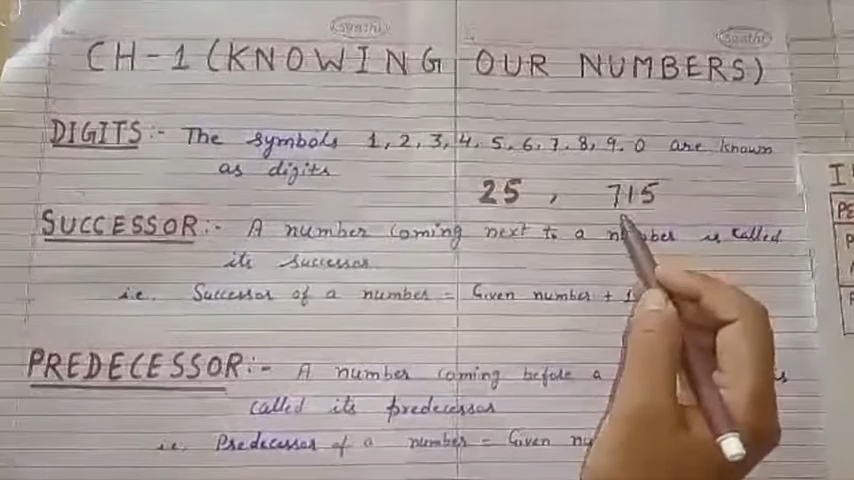 Saathi Saathi
CH-1 (KNOWING OUR NUMBERS)
DIGITS :- The symbols 1, 2, 3, 4, 5, 6, 7, 8, 9, 0 are known
as digits
25 , 715
SUCCESSOR :- A number coming next to a number is called
its successor
i.e. Successor of a number = Given number + 1
PREDECESSOR :- A number coming before a
called its predecessor
i.e. Predecessor of a number = Given